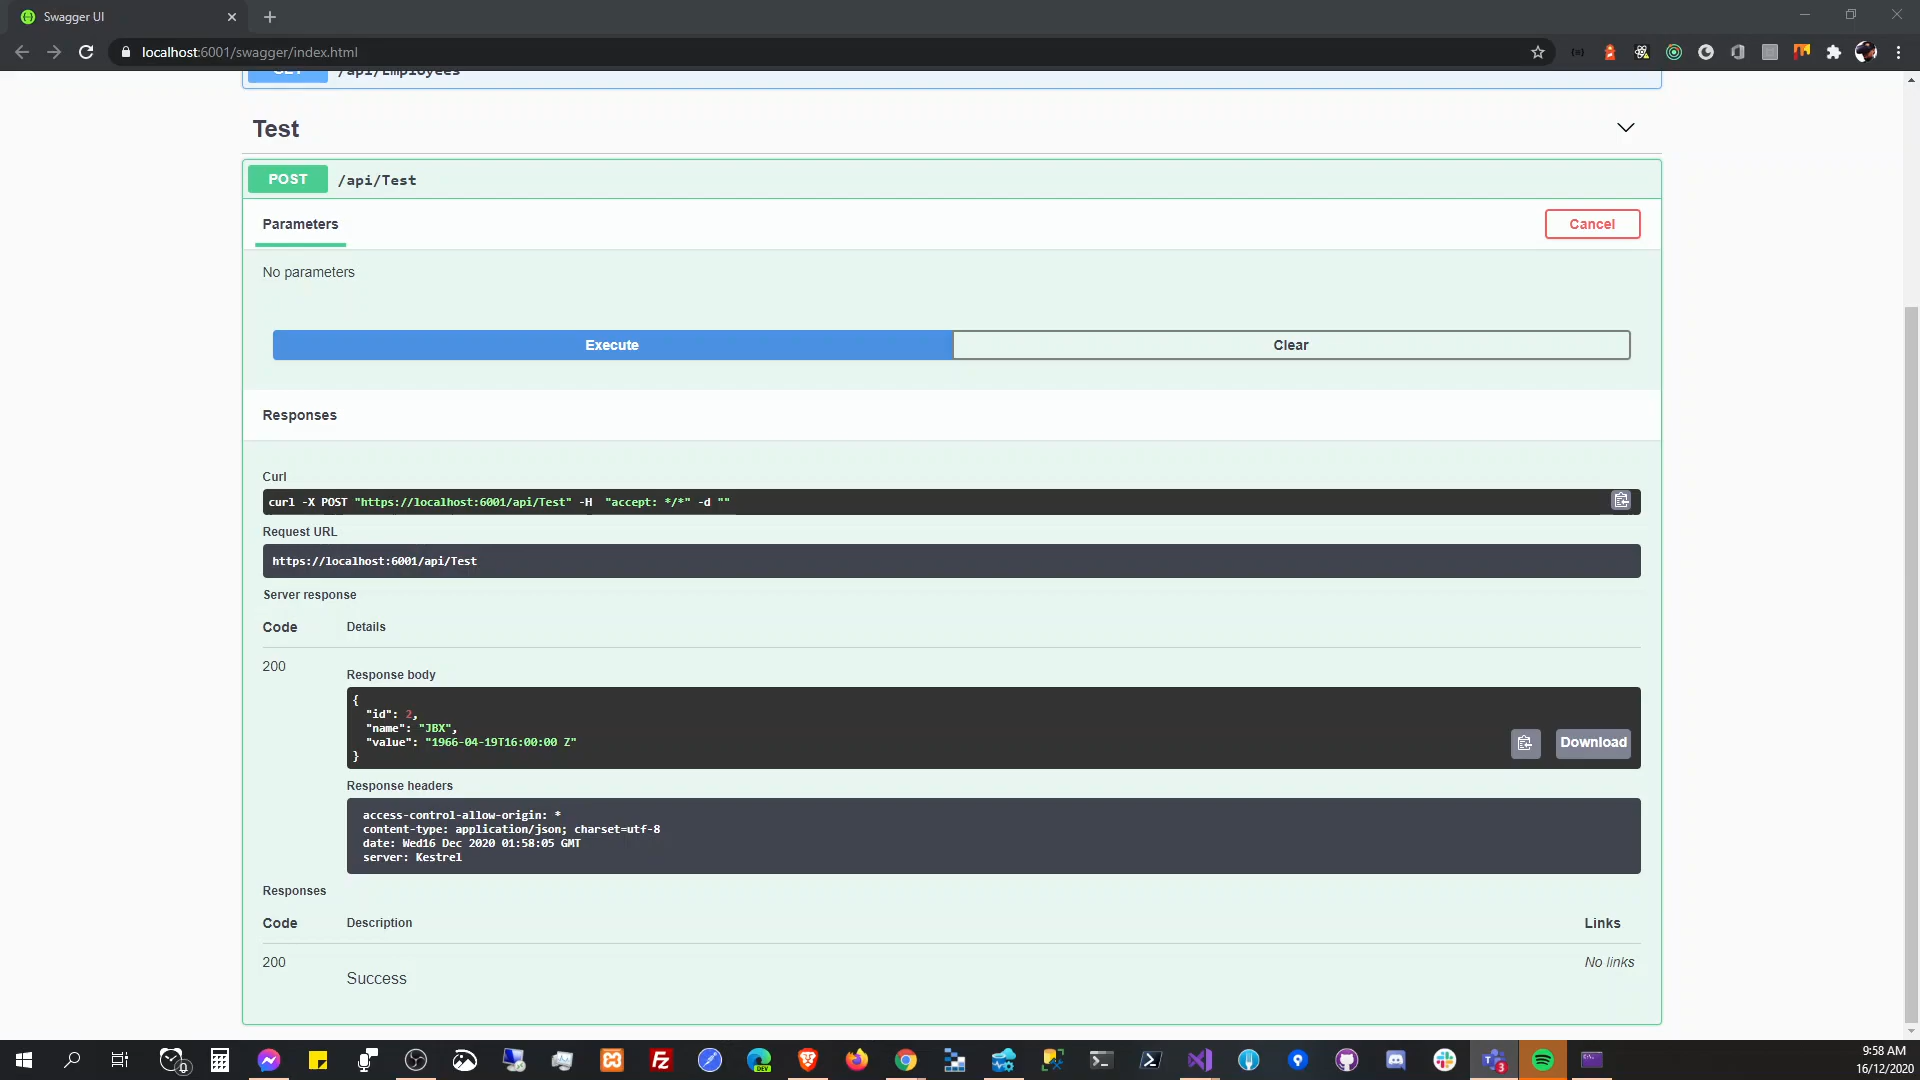 Swagger UI
localhost:6001/swagger/index.html
GET /api/Employees
Test
POST /api/Test
Parameters
Cancel
No parameters
Execute
Clear
Responses
Curl
curl -X POST "https://localhost:6001/api/Test" -H  "accept: */*" -d ""
Request URL
https://localhost:6001/api/Test
Server response
Code Details
200
Response body
{
"id": 2,
"name": "JBX",
"value": "1966-04-19T16:00:00 Z"
}
Download
Response headers
access-control-allow-origin: *
content-type: application/json; charset=utf-8
date: Wed16 Dec 2020 01:58:05 GMT
server: Kestrel
Responses
Code Description Links
200
Success
No links
9:58 AM
16/12/2020